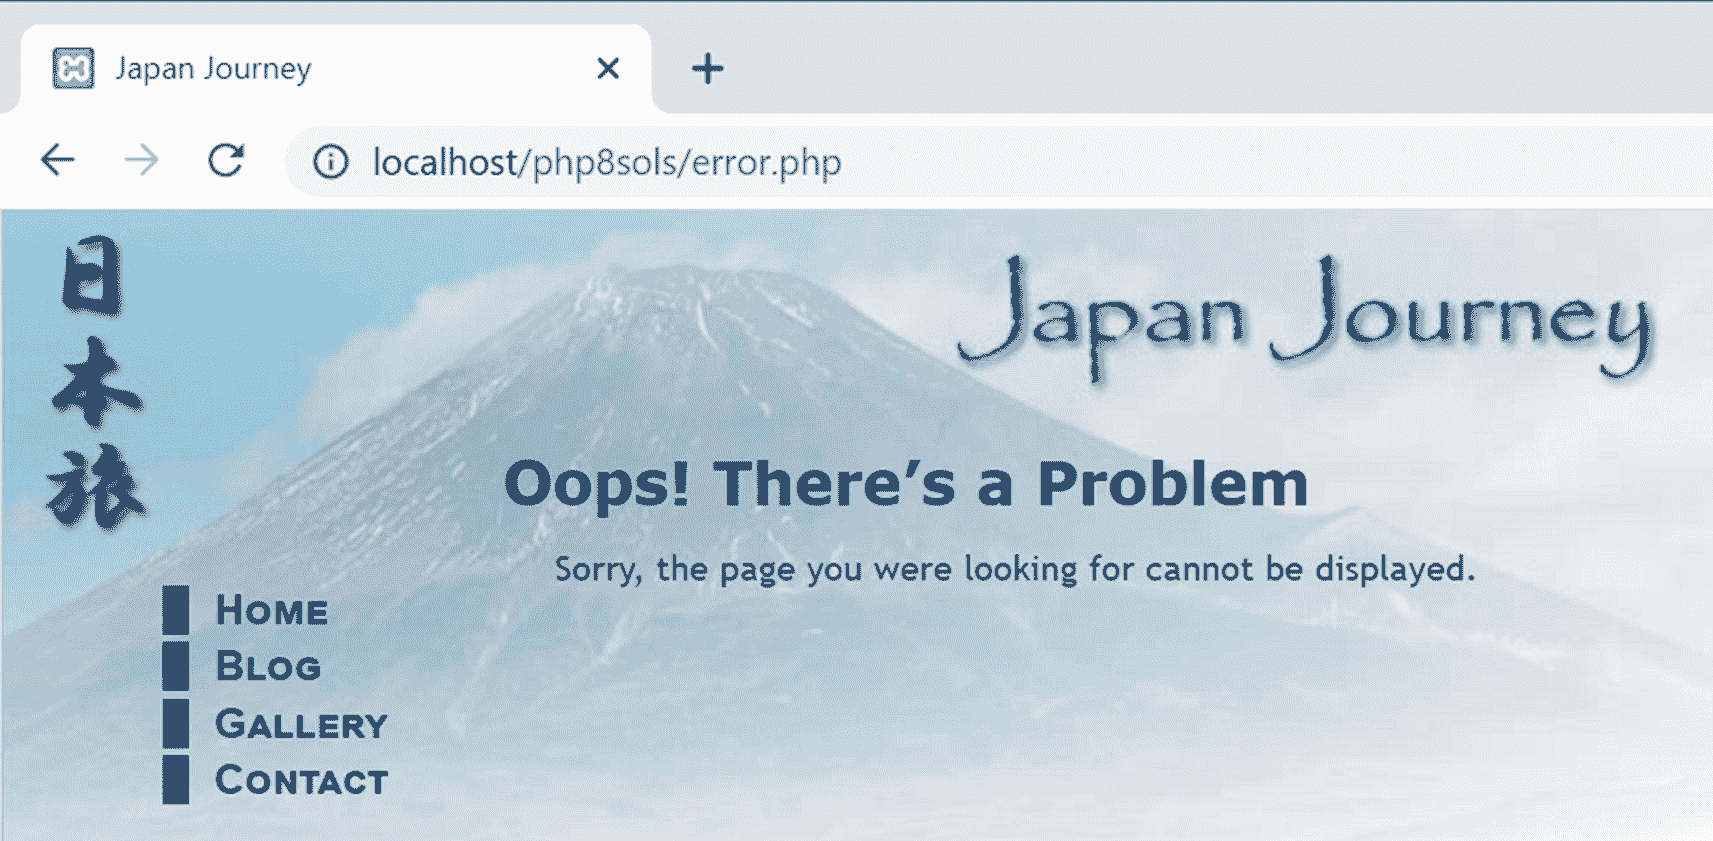 Japan Journey
localhost/php8sols/error.php
日本旅
Japan Journey
Oops! There’s a Problem
Sorry, the page you were looking for cannot be displayed.
Home
Blog
Gallery
Contact